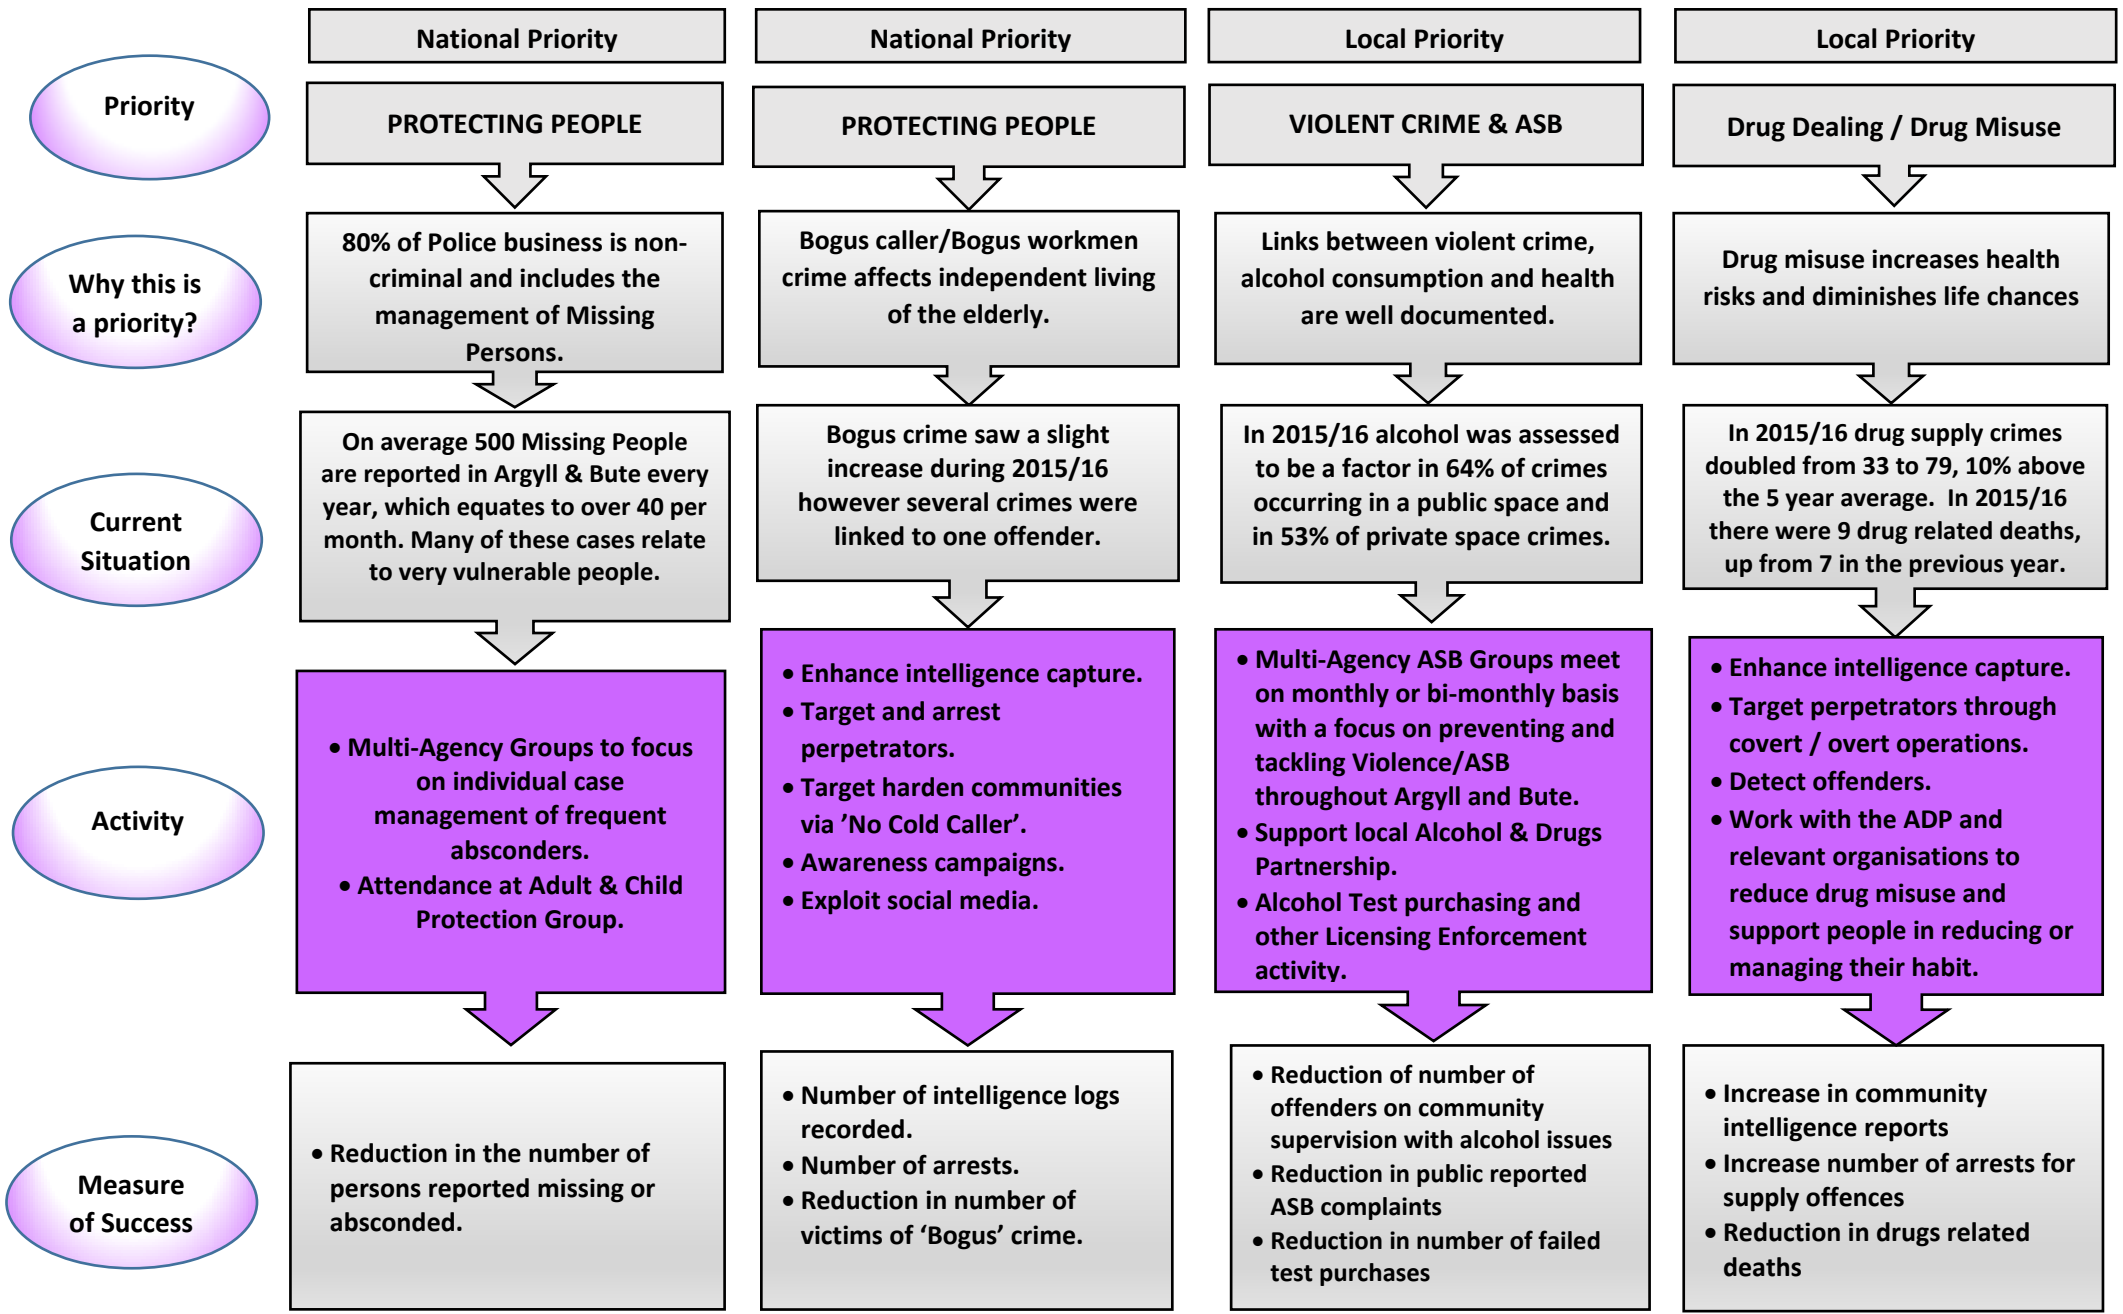 National Priority
National Priority
Local Priority
Local Priority
Priority
PROTECTING PEOPLE
PROTECTING PEOPLE
VIOLENT CRIME & ASB
Drug Dealing / Drug Misuse
Why this is
a priority?
80% of Police business is non-
criminal and includes the
management of Missing
Persons.
Bogus caller/Bogus workmen
crime affects independent living
of the elderly.
Links between violent crime,
alcohol consumption and health
are well documented.
Drug misuse increases health
risks and diminishes life chances
Current
Situation
On average 500 Missing People
are reported in Argyll & Bute every
year, which equates to over 40 per
month. Many of these cases relate
to very vulnerable people.
Bogus crime saw a slight
increase during 2015/16
however several crimes were
linked to one offender.
In 2015/16 alcohol was assessed
to be a factor in 64% of crimes
occurring in a public space and
in 53% of private space crimes.
In 2015/16 drug supply crimes
doubled from 33 to 79, 10% above
the 5 year average. In 2015/16
there were 9 drug related deaths,
up from 7 in the previous year.
Activity
• Multi-Agency Groups to focus
on individual case
management of frequent
absconders.
• Attendance at Adult & Child
Protection Group.
• Enhance intelligence capture.
• Target and arrest
perpetrators.
• Target harden communities
via ’No Cold Caller’.
• Awareness campaigns.
• Exploit social media.
• Multi-Agency ASB Groups meet
on monthly or bi-monthly basis
with a focus on preventing and
tackling Violence/ASB
throughout Argyll and Bute.
• Support local Alcohol & Drugs
Partnership.
• Alcohol Test purchasing and
other Licensing Enforcement
activity.
• Enhance intelligence capture.
• Target perpetrators through
covert / overt operations.
• Detect offenders.
• Work with the ADP and
relevant organisations to
reduce drug misuse and
support people in reducing or
managing their habit.
Measure
of Success
• Reduction in the number of
persons reported missing or
absconded.
• Number of intelligence logs
recorded.
• Number of arrests.
• Reduction in number of
victims of ‘Bogus’ crime.
• Reduction of number of
offenders on community
supervision with alcohol issues
• Reduction in public reported
ASB complaints
• Reduction in number of failed
test purchases
• Increase in community
intelligence reports
• Increase number of arrests for
supply offences
• Reduction in drugs related
deaths